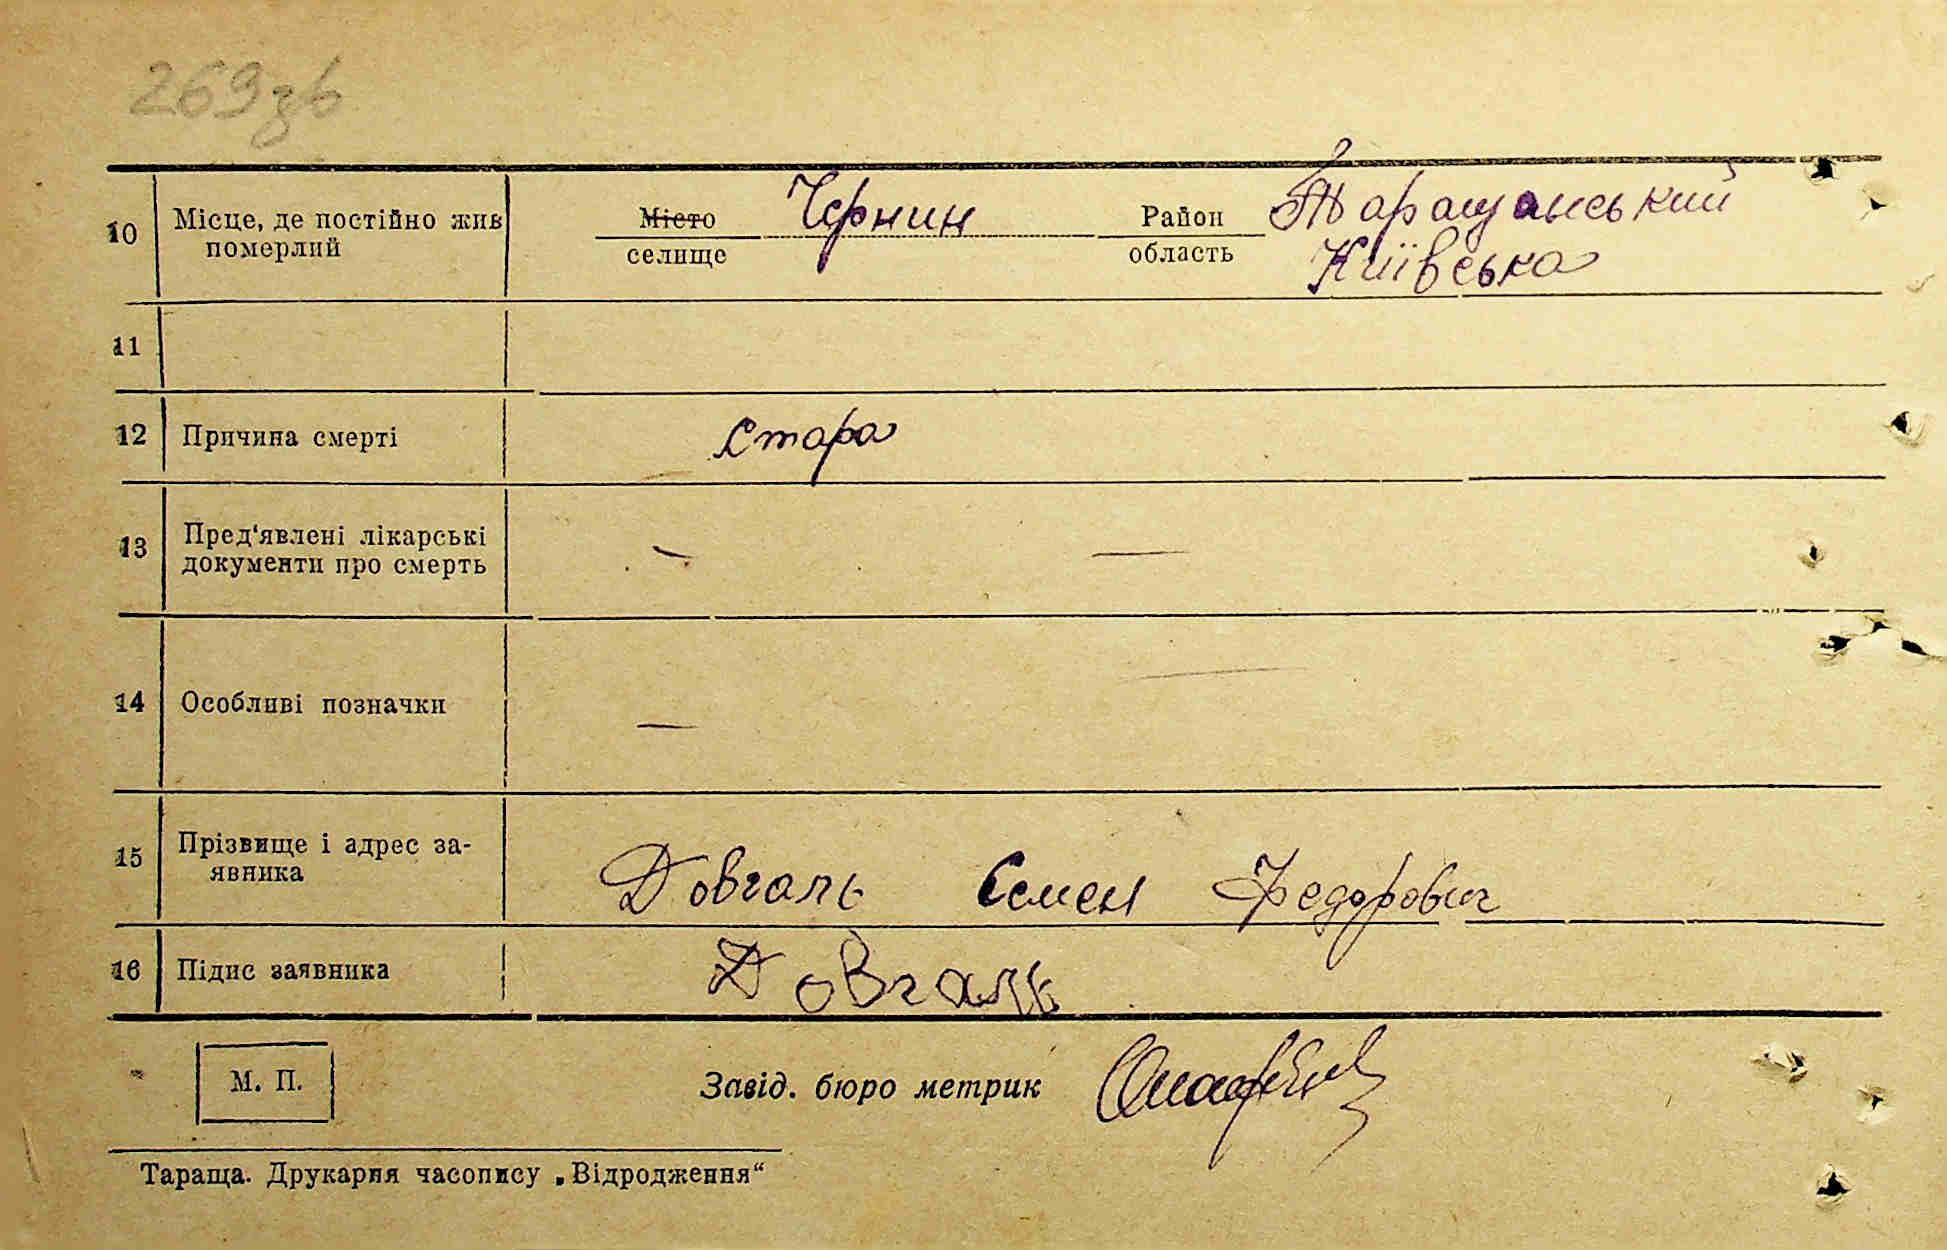 269зв
10 Місце, де постійно жив Місто Чернин Район Таращанський
померлий селище область Київська
11
12 Причина смерті Стара
13 Пред'явлені лікарські — —
документи про смерть
14 Особливі позначки — —
15 Прізвище і адрес за- Довгаль Семен Федорович
явника
16 Підпис заявника Довгаль
М. П. Завід. бюро метрик
Тараща. Друкарня часопису „Відродження“